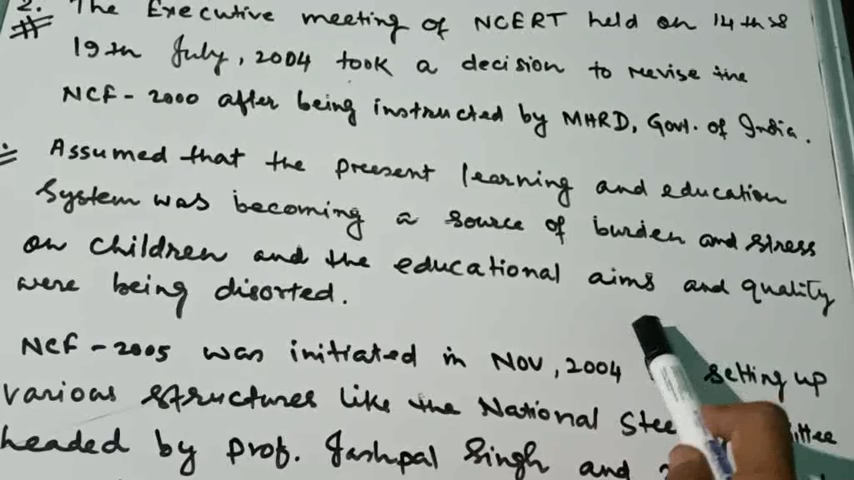 2. The Executive meeting of NCERT held on 14th &
19th July, 2004 took a decision to revise the
NCF - 2000 after being instructed by MHRD, Govt. of India.
Assumed that the present learning and education
System was becoming a source of burden and stress
on children and the educational aims and quality
were being disorted.
NCF - 2005 was initiated in NOV, 2004 setting up
various structures like the National
headed by Prof. Jashpal Singh and